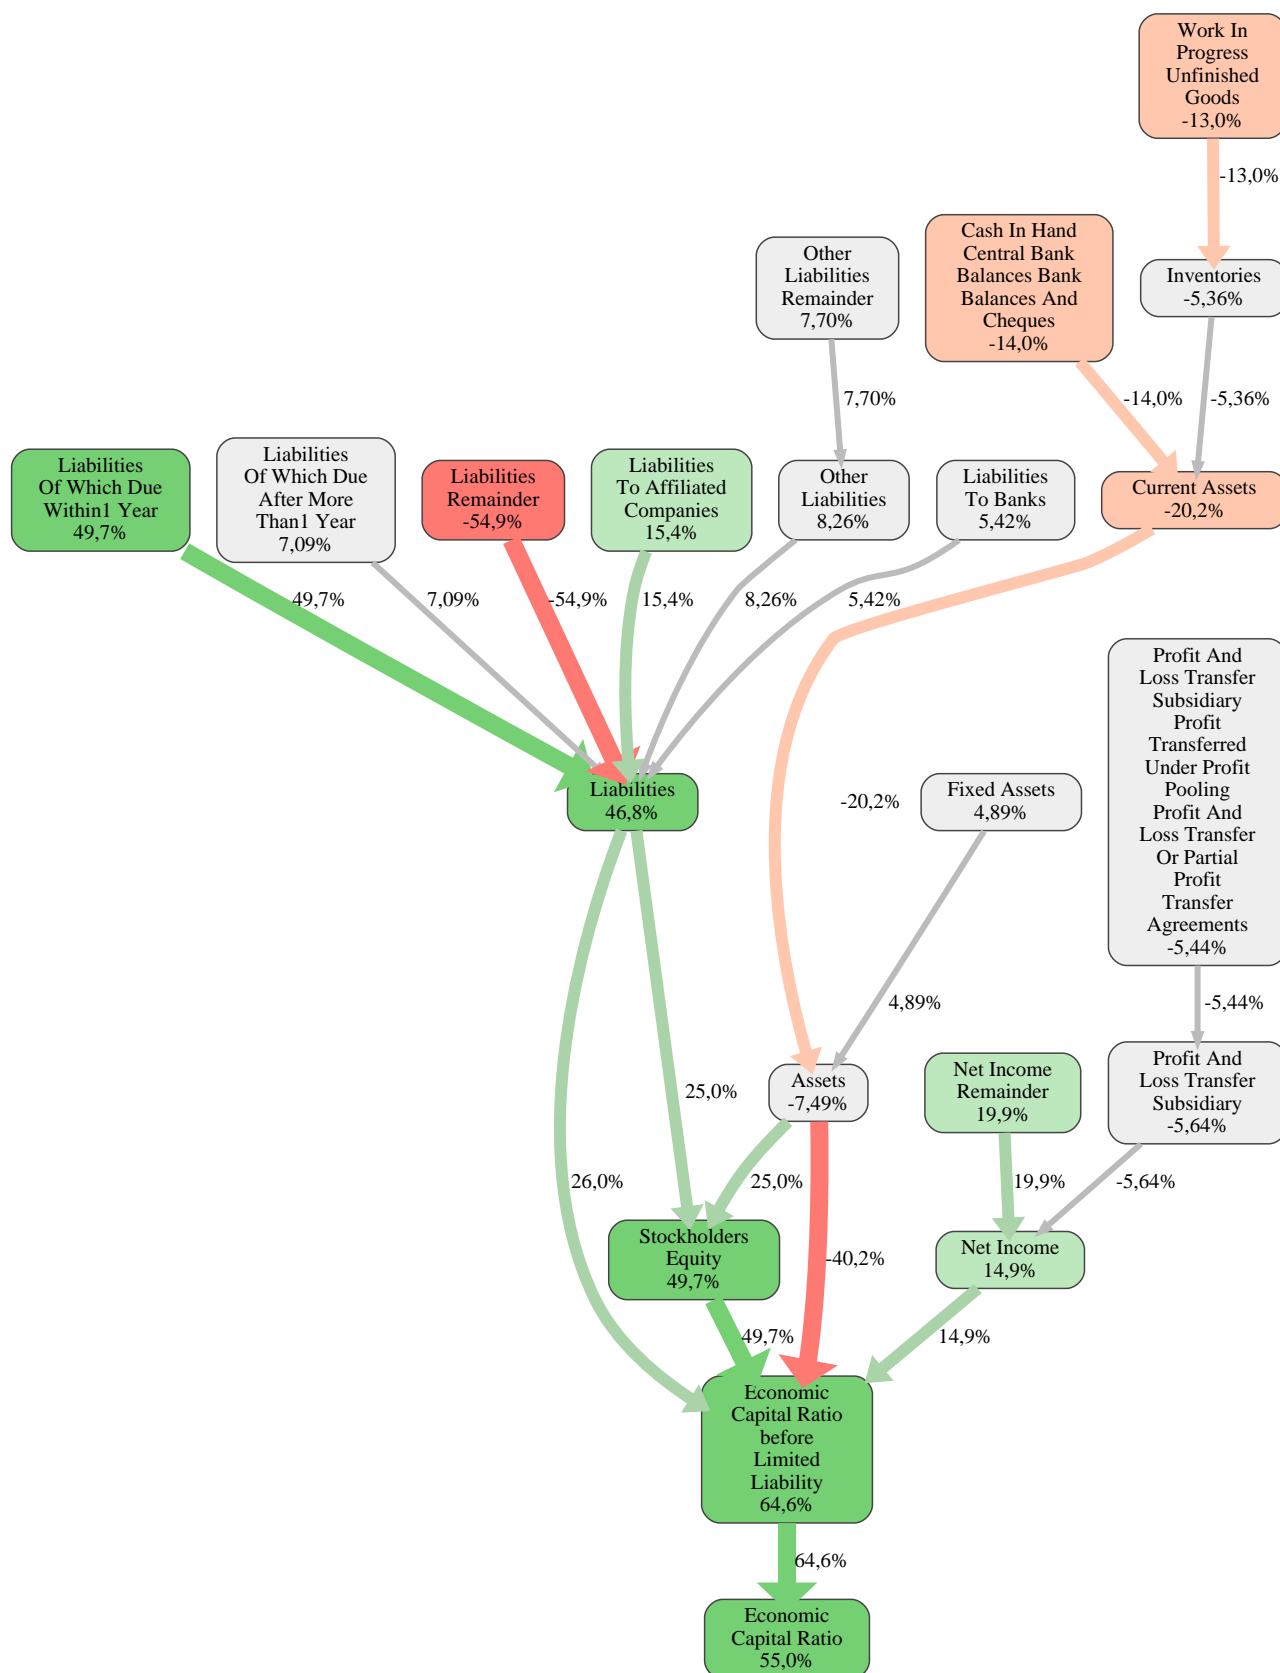 Work In
Progress
Unfinished
Goods
-13,0%
-13,0%
Cash In Hand
Central Bank
Balances Bank
Balances And
Cheques
-14,0%
Other
Liabilities
Remainder
7,70%
Inventories
-5,36%
7,70%
-14,0%
-5,36%
Liabilities
Of Which Due
Within1 Year
49,7%
Liabilities
Of Which Due
After More
Than1 Year
7,09%
Liabilities
Remainder
-54,9%
Liabilities
To Affiliated
Companies
15,4%
Other
Liabilities
8,26%
Liabilities
To Banks
5,42%
Current Assets
-20,2%
49,7%
7,09%
-54,9%
15,4%
8,26%
5,42%
Profit And
Loss Transfer
Subsidiary
Profit
Transferred
Under Profit
Pooling
Profit And
Loss Transfer
Or Partial
Profit
Transfer
Agreements
-5,44%
Liabilities
46,8%
-20,2%
Fixed Assets
4,89%
4,89%
-5,44%
Assets
-7,49%
Net Income
Remainder
19,9%
Profit And
Loss Transfer
Subsidiary
-5,64%
25,0%
26,0%
25,0%
19,9%
-5,64%
Stockholders
Equity
49,7%
-40,2%
Net Income
14,9%
49,7%
14,9%
Economic
Capital Ratio
before
Limited
Liability
64,6%
64,6%
Economic
Capital Ratio
55,0%